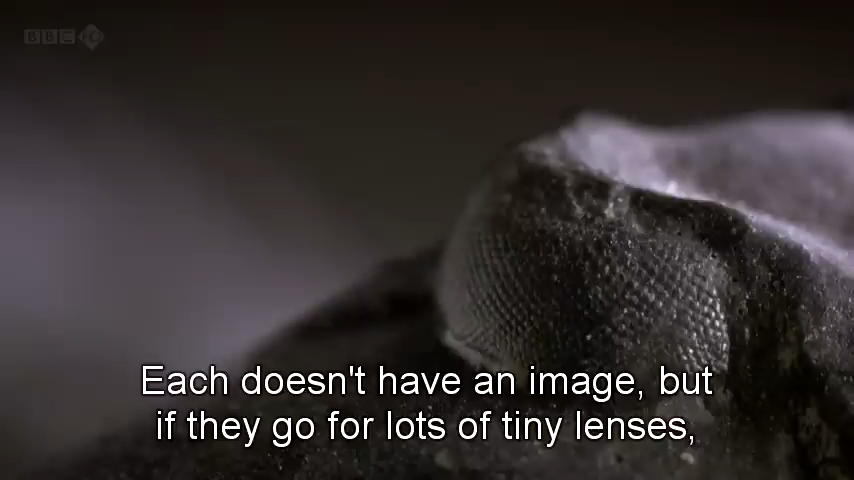 BBC
Each doesn't have an image, but
if they go for lots of tiny lenses,